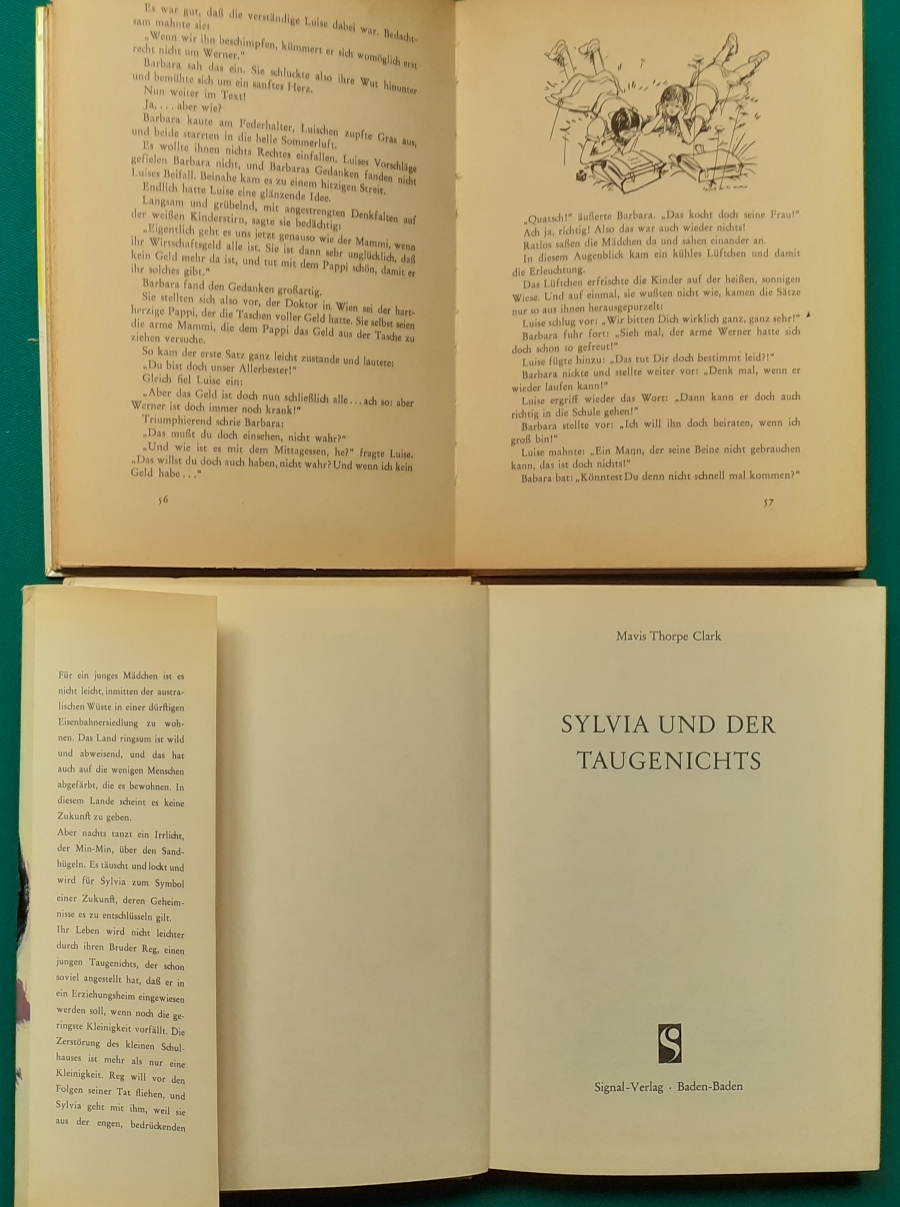 Es war gut, daß die verständige Luise dabei war. Bedacht-
sam mahnte sie:
„Wenn wir ihn beschimpfen, kümmert er sich womöglich erst
recht nicht um Werner.“
Barbara sah das ein. Sie schluckte also ihre Wut hinunter
und bemühte sich um ein sanftes Herz.
Nun weiter im Text!
Ja, . . . aber wie?
Barbara kaute am Federhalter, Luischen zupfte Gras aus,
und beide starrten in die helle Sommerluft.
Es wollte ihnen nichts Rechtes einfallen. Luises Vorschläge
gefielen Barbara nicht, und Barbaras Gedanken fanden nicht
Luises Beifall. Beinahe kam es zu einem hitzigen Streit.
Endlich hatte Luise eine glänzende Idee.
Langsam und grübelnd, mit angestrengten Denkfalten auf
der weißen Kinderstirn, sagte sie bedächtig:
„Eigentlich geht es uns jetzt genauso wie der Mammi, wenn
ihr Wirtschaftsgeld alle ist. Sie ist dann sehr unglücklich, daß
kein Geld mehr da ist, und tut mit dem Pappi schön, damit er
ihr solches gibt.“
Barbara fand den Gedanken großartig.
Sie stellten sich also vor, der Doktor in Wien sei der hart-
herzige Pappi, der die Taschen voller Geld hatte. Sie selbst seien
die arme Mammi, die dem Pappi das Geld aus der Tasche zu
ziehen versuche.
So kam der erste Satz ganz leicht zustande und lautete:
„Du bist doch unser Allerbester!“
Gleich fiel Luise ein:
„Aber das Geld ist doch nun schließlich alle . . . ach so: aber
Werner ist doch immer noch krank!“
Triumphierend schrie Barbara:
„Das mußt du doch einsehen, nicht wahr?“
„Und wie ist es mit dem Mittagessen, he?“ fragte Luise.
„Das willst du doch auch haben, nicht wahr? Und wenn ich kein
Geld habe . . .“
56
„Quatsch!“ äußerte Barbara. „Das kocht doch seine Frau!“
Ach ja, richtig! Also das war auch wieder nichts!
Ratlos saßen die Mädchen da und sahen einander an.
In diesem Augenblick kam ein kühles Lüftchen und damit
die Erleuchtung.
Das Lüftchen erfrischte die Kinder auf der heißen, sonnigen
Wiese. Und auf einmal, sie wußten nicht wie, kamen die Sätze
nur so aus ihnen herausgepurzelt:
Luise schlug vor: „Wir bitten Dich wirklich ganz, ganz sehr!“
Barbara fuhr fort: „Sieh mal, der arme Werner hatte sich
doch schon so gefreut!“
Luise fügte hinzu: „Das tut Dir doch bestimmt leid?!“
Barbara nickte und stellte weiter vor: „Denk mal, wenn er
wieder laufen kann!“
Luise ergriff wieder das Wort: „Dann kann er doch auch
richtig in die Schule gehen!“
Barbara stellte vor: „Ich will ihn doch heiraten, wenn ich
groß bin!“
Luise mahnte: „Ein Mann, der seine Beine nicht gebrauchen
kann, das ist doch nichts!“
Babara bat: „Könntest Du denn nicht schnell mal kommen?“
57
Für ein junges Mädchen ist es
nicht leicht, inmitten der austra-
lischen Wüste in einer dürftigen
Eisenbahnersiedlung zu woh-
nen. Das Land ringsum ist wild
und abweisend, und das hat
auch auf die wenigen Menschen
abgefärbt, die es bewohnen. In
diesem Lande scheint es keine
Zukunft zu geben.
Aber nachts tanzt ein Irrlicht,
der Min-Min, über den Sand-
hügeln. Es täuscht und lockt und
wird für Sylvia zum Symbol
einer Zukunft, deren Geheim-
nisse es zu entschlüsseln gilt.
Ihr Leben wird nicht leichter
durch ihren Bruder Reg, einen
jungen Taugenichts, der schon
soviel angestellt hat, daß er in
ein Erziehungsheim eingewiesen
werden soll, wenn noch die ge-
ringste Kleinigkeit vorfällt. Die
Zerstörung des kleinen Schul-
hauses ist mehr als nur eine
Kleinigkeit. Reg will vor den
Folgen seiner Tat fliehen, und
Sylvia geht mit ihm, weil sie
aus der engen, bedrückenden
Mavis Thorpe Clark
SYLVIA UND DER
TAUGENICHTS
S
Signal-Verlag · Baden-Baden